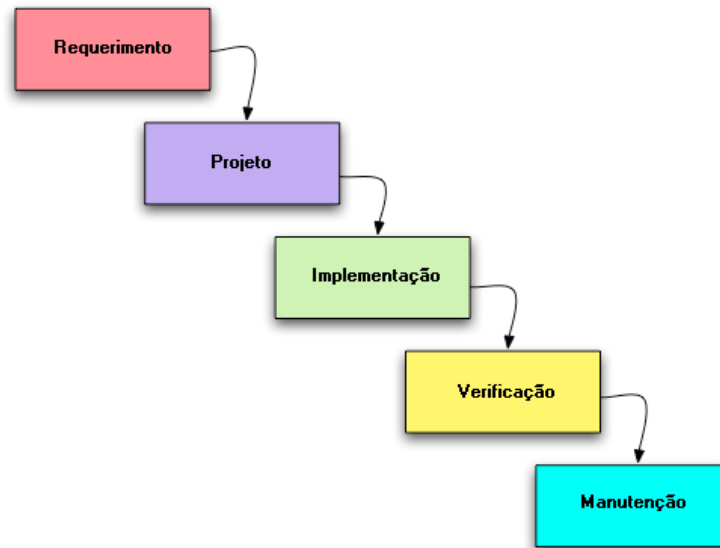 Requerimento
Projeto
Implementação
Verificação
Manutenção